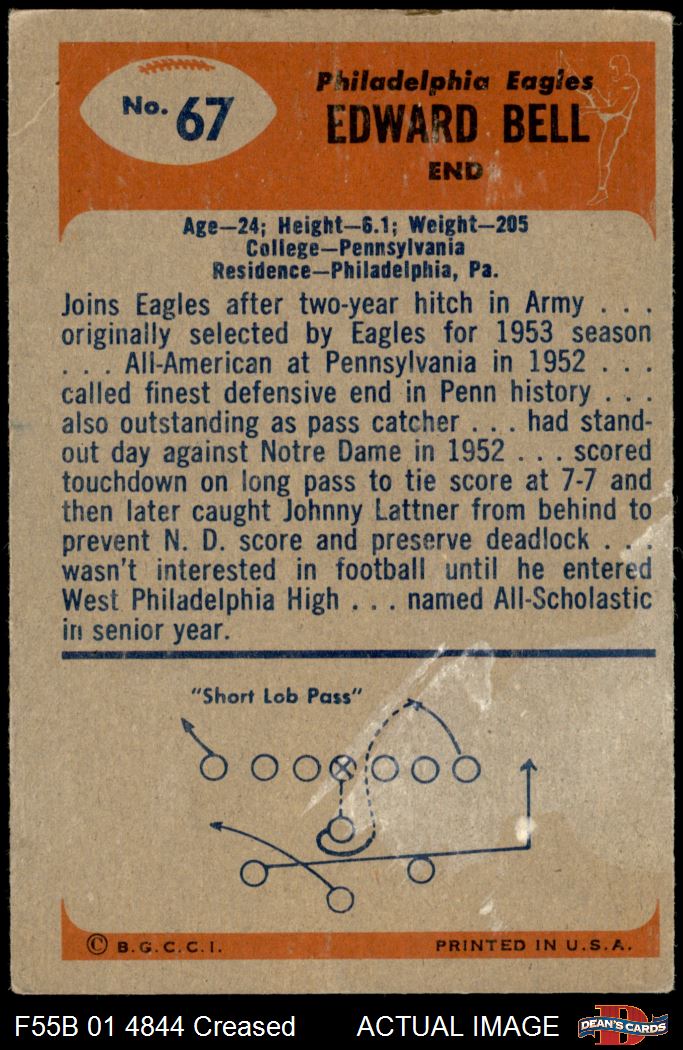 No. 67
Philadelphia Eagles
EDWARD BELL
END
Age—24; Height—6.1; Weight—205
College—Pennsylvania
Residence—Philadelphia, Pa.
Joins Eagles after two-year hitch in Army . . .
originally selected by Eagles for 1953 season
. . . All-American at Pennsylvania in 1952 . . .
called finest defensive end in Penn history . . .
also outstanding as pass catcher . . . had stand-
out day against Notre Dame in 1952 . . . scored
touchdown on long pass to tie score at 7-7 and
then later caught Johnny Lattner from behind to
prevent N. D. score and preserve deadlock . . .
wasn't interested in football until he entered
West Philadelphia High . . . named All-Scholastic
in senior year.
"Short Lob Pass"
© B.G.C.C.I. PRINTED IN U.S.A.
F55B 01 4844 Creased ACTUAL IMAGE
D
DEAN'S CARDS